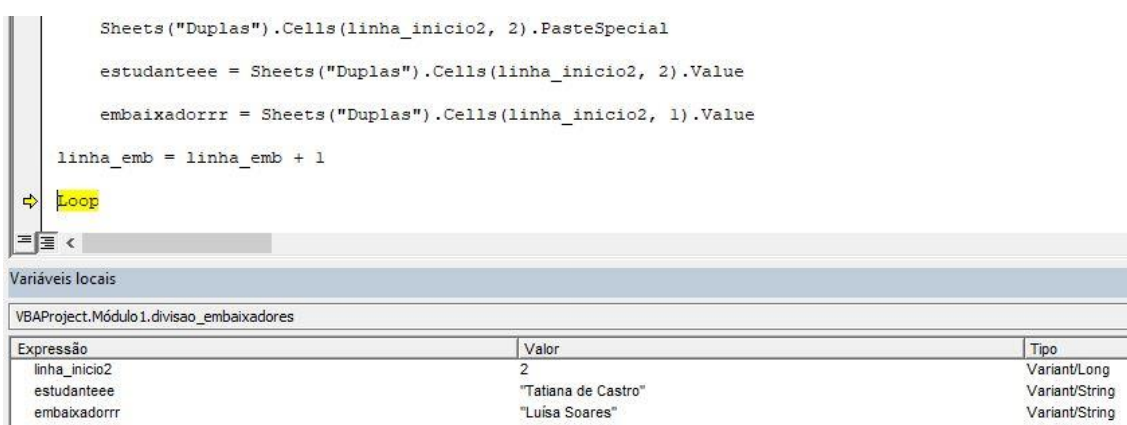 Sheets("Duplas").Cells(linha_inicio2, 2).PasteSpecial
estudanteee = Sheets("Duplas").Cells(linha_inicio2, 2).Value
embaixadorrr = Sheets("Duplas").Cells(linha_inicio2, 1).Value
linha_emb = linha_emb + 1
Loop
Variáveis locais
VBAProject.Módulo1.divisao_embaixadores
Expressão Valor Tipo
linha_inicio2 2 Variant/Long
estudanteee "Tatiana de Castro" Variant/String
embaixadorrr "Luísa Soares" Variant/String